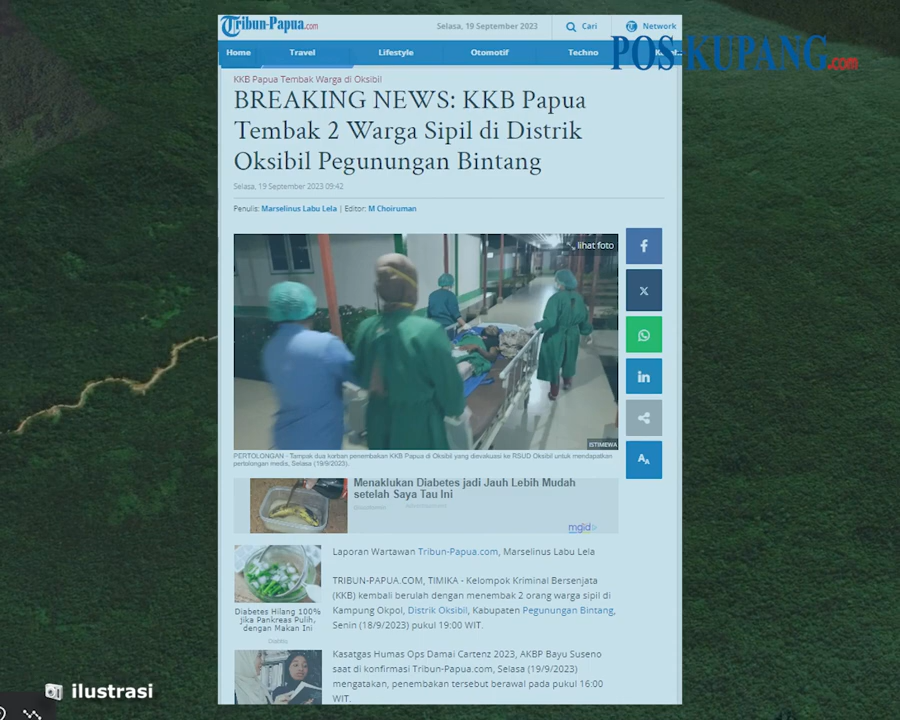 Tribun-Papua.com
Selasa, 19 September 2023
Cari
Network
Home
Travel
Lifestyle
Otomotif
Techno
POS-KUPANG.com
KKB Papua Tembak Warga di Oksibil
BREAKING NEWS: KKB Papua
Tembak 2 Warga Sipil di Distrik
Oksibil Pegunungan Bintang
Selasa, 19 September 2023 09:42
Penulis: Marselinus Labu Lela | Editor: M Choiruman
lihat foto
ISTIMEWA
PERTOLONGAN - Tampak dua korban penembakan KKB Papua di Oksibil yang devakuasi ke RSUD Oksibil untuk mendapatkan
pertolongan medis, Selasa (19/9/2023).
Menaklukan Diabetes jadi Jauh Lebih Mudah
setelah Saya Tau Ini
mgid
Laporan Wartawan Tribun-Papua.com, Marselinus Labu Lela
TRIBUN-PAPUA.COM, TIMIKA - Kelompok Kriminal Bersenjata
(KKB) kembali berulah dengan menembak 2 orang warga sipil di
Kampung Okpol, Distrik Oksibil, Kabupaten Pegunungan Bintang,
Senin (18/9/2023) pukul 19:00 WIT.
Diabetes Hilang 100%
jika Pankreas Pulih,
dengan Makan Ini
Kasatgas Humas Ops Damai Cartenz 2023, AKBP Bayu Suseno
saat di konfirmasi Tribun-Papua.com, Selasa (19/9/2023)
mengatakan, penembakan tersebut berawal pada pukul 16:00
WIT.
ilustrasi